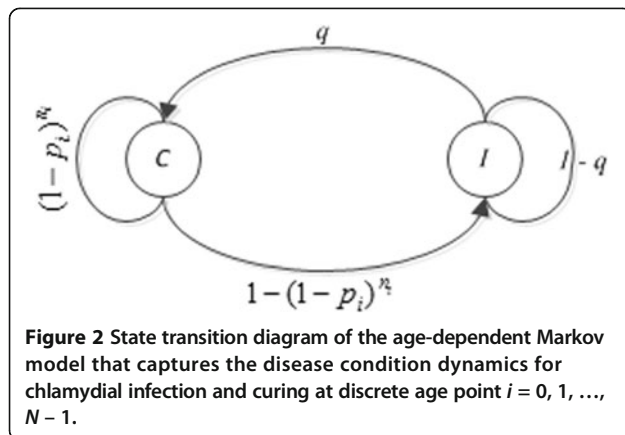 q
(1 − p_i)^{n_i}
C
I
1 - q
1 − (1 − p_i)^{n_i}
Figure 2 State transition diagram of the age-dependent Markov
model that captures the disease condition dynamics for
chlamydial infection and curing at discrete age point i = 0, 1, …,
N – 1.